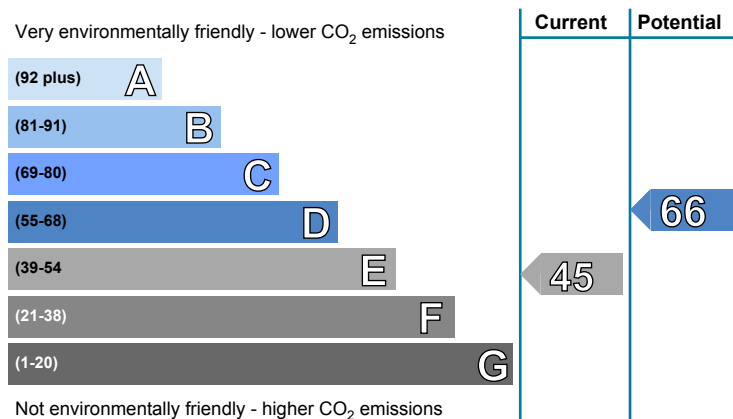 Current Potential
Very environmentally friendly - lower CO₂ emissions
(92 plus) A
(81-91) B
(69-80) C
(55-68) D
66
(39-54 E
45
(21-38) F
(1-20) G
Not environmentally friendly - higher CO₂ emissions